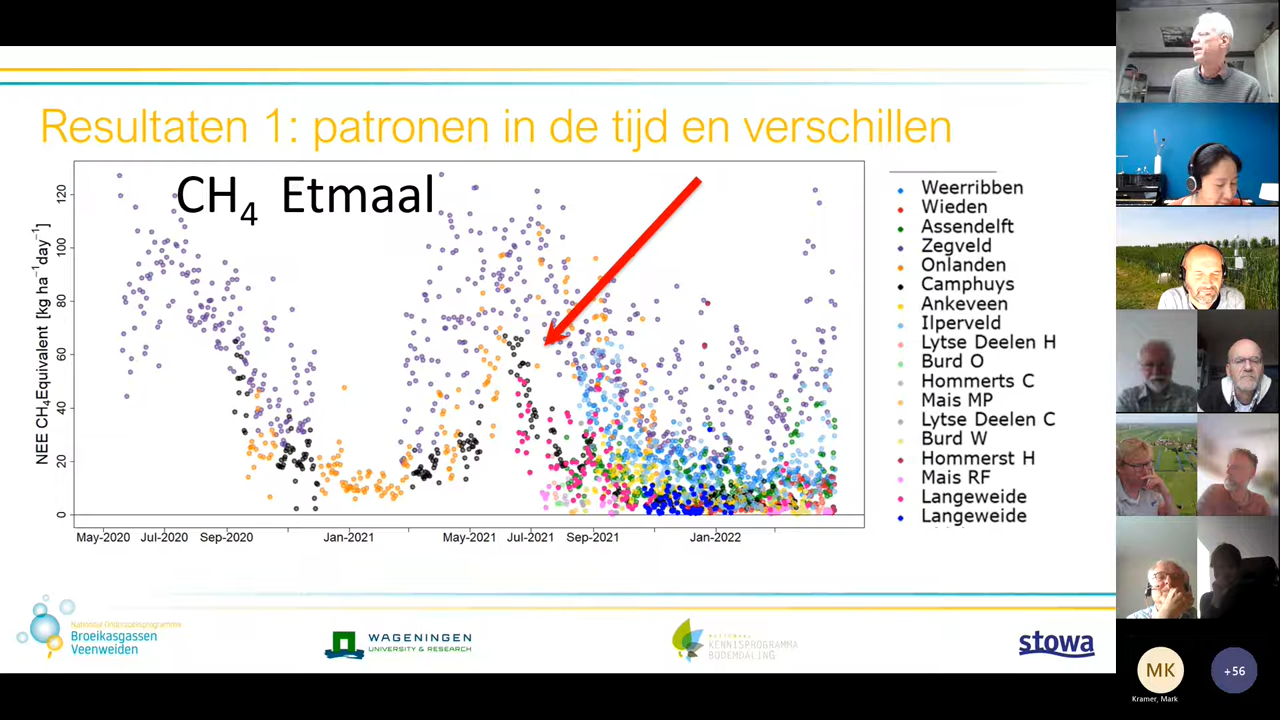 Resultaten 1: patronen in de tijd en verschillen
CH4 Etmaal
NEE CH4Equivalent [kg ha−1day−1]
120
100
80
60
40
20
0
May-2020 Jul-2020 Sep-2020 Jan-2021 May-2021 Jul-2021 Sep-2021 Jan-2022
Weerribben
Wieden
Assendelft
Zegveld
Onlanden
Camphuys
Ankeveen
Ilperveld
Lytse Deelen H
Burd O
Hommerts C
Mais MP
Lytse Deelen C
Burd W
Hommerst H
Mais RF
Langeweide
Langeweide
Nationaal Onderzoeksprogramma
Broeikasgassen
Veenweiden
WAGENINGEN
UNIVERSITY & RESEARCH
NATIONAAL
KENNISPROGRAMMA
BODEMDALING
stowa
MK
+56
Kramer, Mark